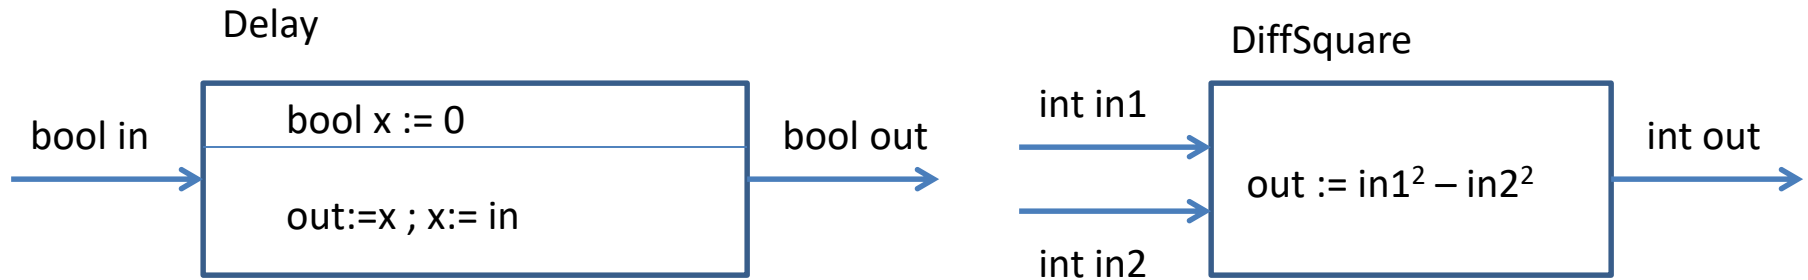 Delay
bool in
bool x := 0
out:=x ; x:= in
bool out
DiffSquare
int in1
int in2
out := in1² – in2²
int out